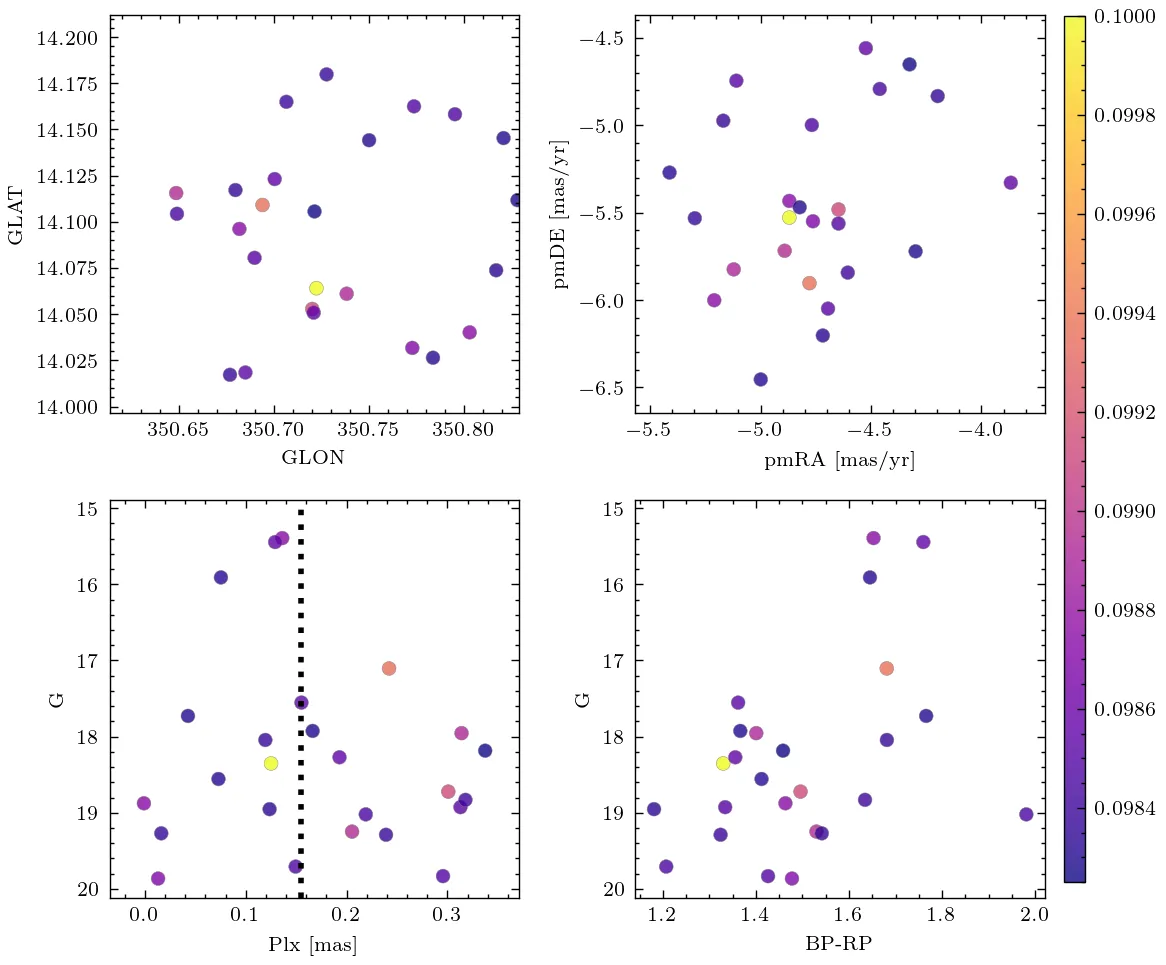 14.200
14.175
14.150
14.125
14.100
14.075
14.050
14.025
14.000
GLAT
350.65 350.70 350.75 350.80
GLON
−4.5
−5.0
−5.5
−6.0
−6.5
pmDE [mas/yr]
−5.5 −5.0 −4.5 −4.0
pmRA [mas/yr]
15
16
17
18
19
20
G
0.0 0.1 0.2 0.3
Plx [mas]
15
16
17
18
19
20
G
1.2 1.4 1.6 1.8 2.0
BP-RP
0.1000
0.0998
0.0996
0.0994
0.0992
0.0990
0.0988
0.0986
0.0984